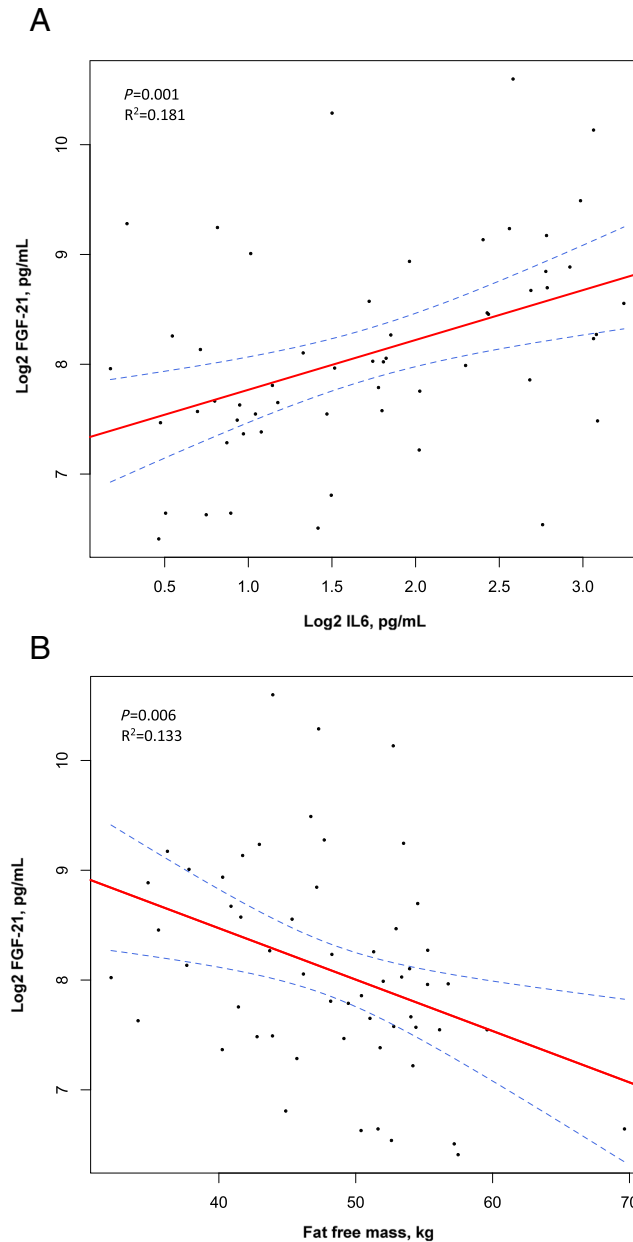 A
P=0.001
R²=0.181
10
9
8
7
Log2 FGF-21, pg/mL
0.5 1.0 1.5 2.0 2.5 3.0
Log2 IL6, pg/mL
B
P=0.006
R²=0.133
10
9
8
7
Log2 FGF-21, pg/mL
40 50 60 70
Fat free mass, kg